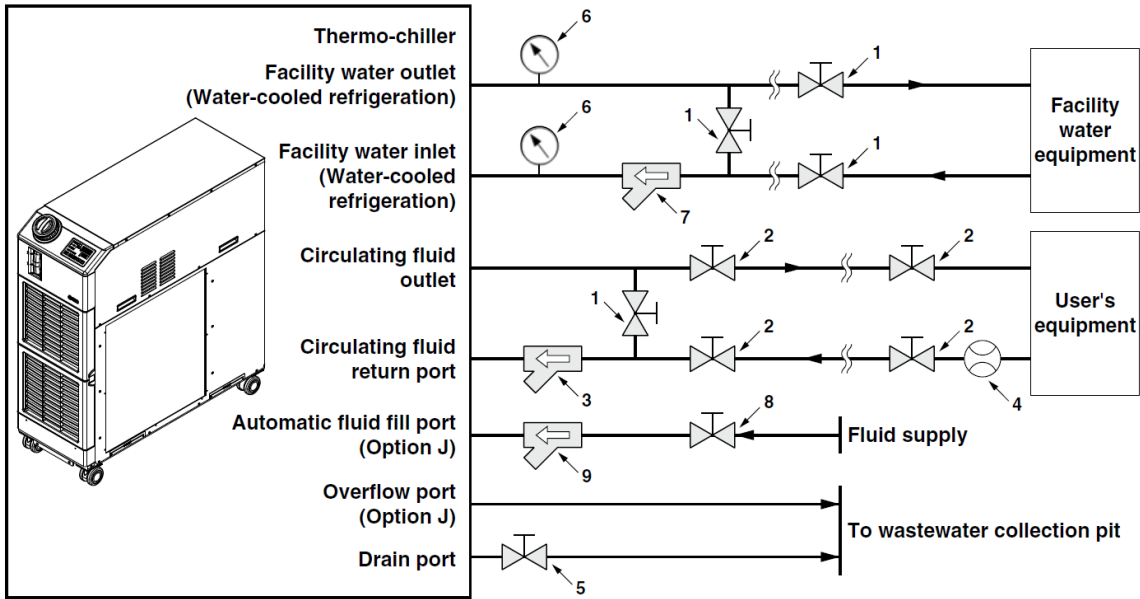 Thermo-chiller
Facility water outlet
(Water-cooled refrigeration)
Facility water inlet
(Water-cooled
refrigeration)
Circulating fluid
outlet
Circulating fluid
return port
Automatic fluid fill port
(Option J)
Overflow port
(Option J)
Drain port
6
1
6
1
1
7
2
2
1
2
2
3
4
8
9
5
Facility
water
equipment
User's
equipment
Fluid supply
To wastewater collection pit